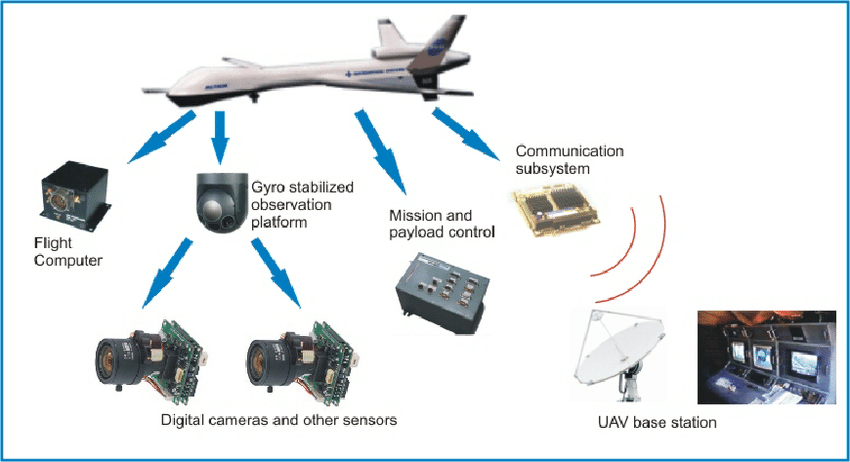 ALTAIR
Communication
subsystem
Gyro stabilized
observation
platform
Mission and
payload control
Flight
Computer
Digital cameras and other sensors
UAV base station